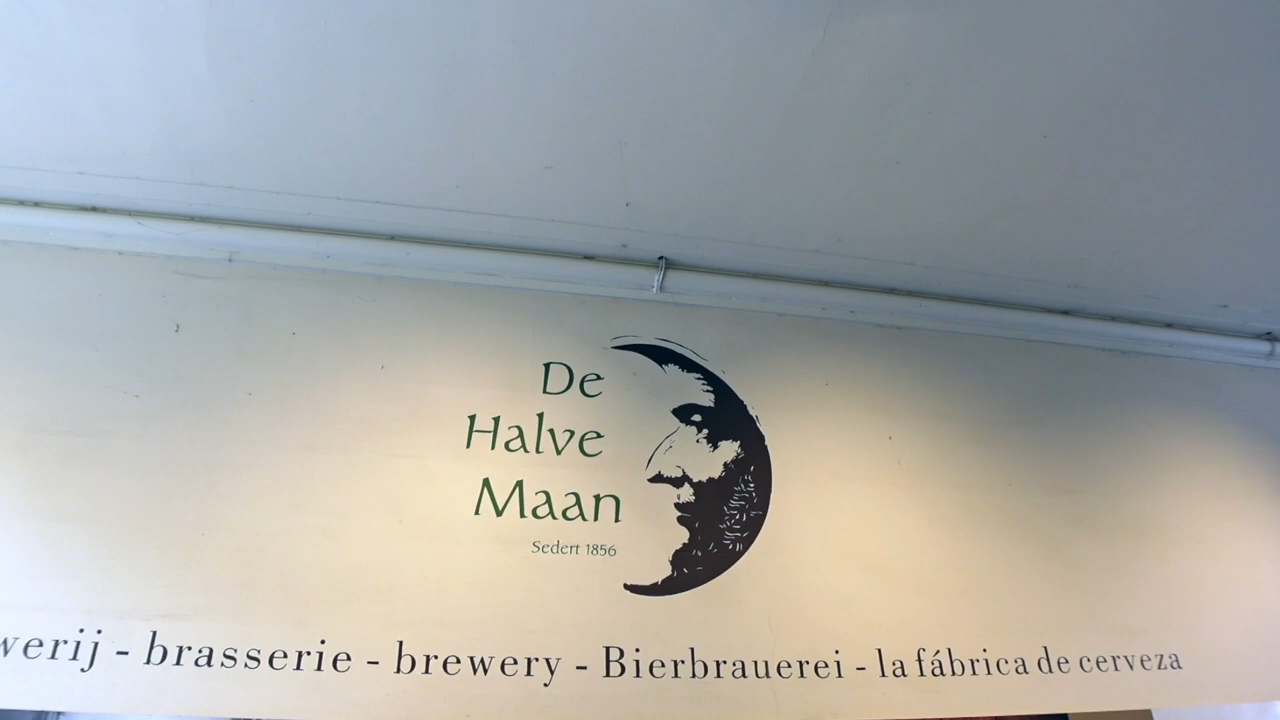 De
Halve
Maan
Sedert 1856
werij - brasserie - brewery - Bierbrauerei - la fábrica de cerveza